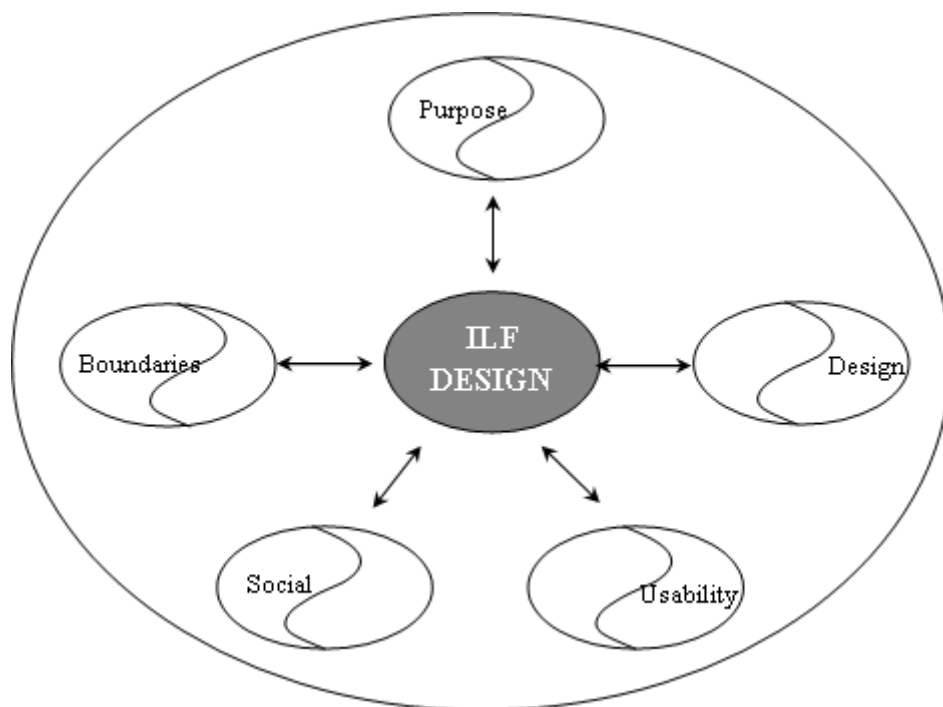 Purpose
Boundaries
ILF
DESIGN
Design
Social
Usability